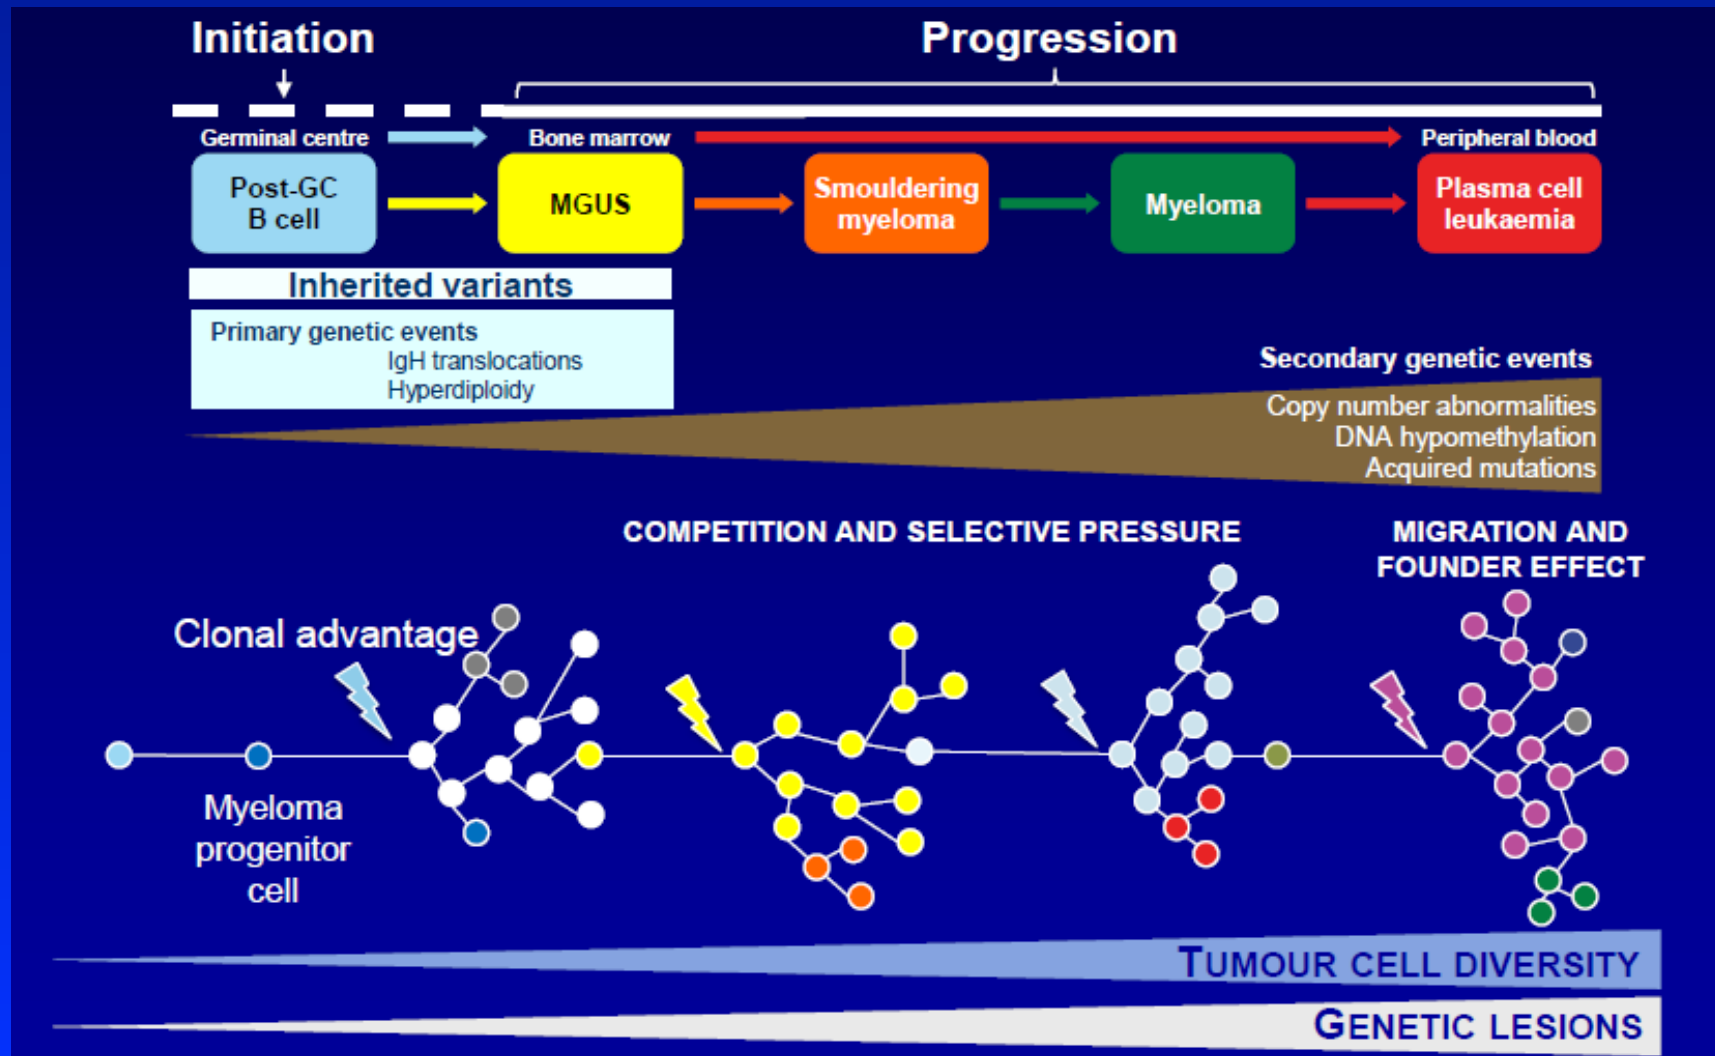 Initiation
Progression
Germinal centre
Bone marrow
Peripheral blood
Post-GC
B cell
MGUS
Smouldering
myeloma
Myeloma
Plasma cell
leukaemia
Inherited variants
Primary genetic events
IgH translocations
Hyperdiploidy
Secondary genetic events
Copy number abnormalities
DNA hypomethylation
Acquired mutations
COMPETITION AND SELECTIVE PRESSURE
MIGRATION AND
FOUNDER EFFECT
Clonal advantage
Myeloma
progenitor
cell
TUMOUR CELL DIVERSITY
GENETIC LESIONS